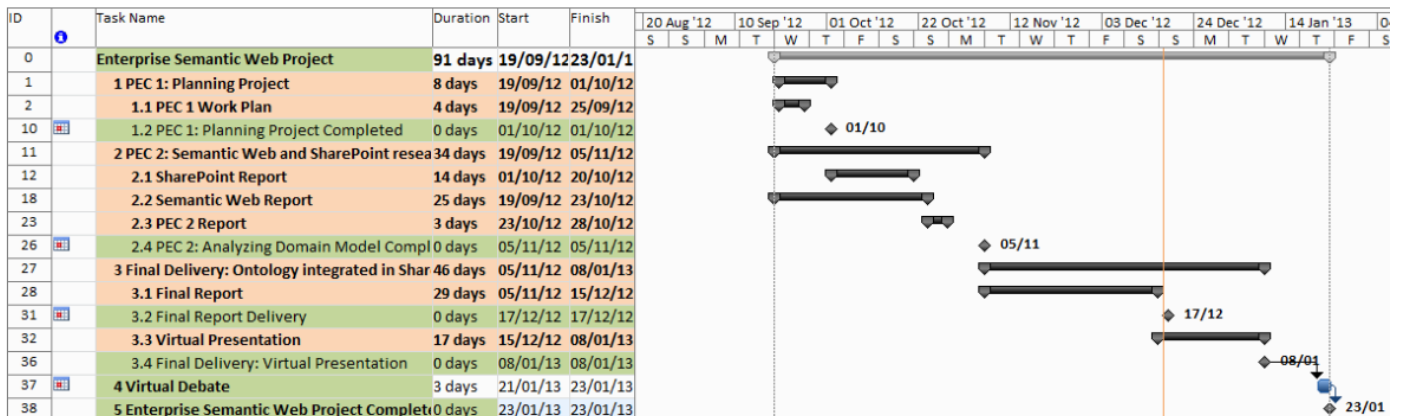 ID Task Name Duration Start Finish 20 Aug '12 10 Sep '12 01 Oct '12 22 Oct '12 12 Nov '12 03 Dec '12 24 Dec '12 14 Jan '13 0
S S M T W T F S S M T W T F S S M T W T F S
0 Enterprise Semantic Web Project 91 days 19/09/12 23/01/1
1 1 PEC 1: Planning Project 8 days 19/09/12 01/10/12
2 1.1 PEC 1 Work Plan 4 days 19/09/12 25/09/12
10 1.2 PEC 1: Planning Project Completed 0 days 01/10/12 01/10/12 01/10
11 2 PEC 2: Semantic Web and SharePoint resea 34 days 19/09/12 05/11/12
12 2.1 SharePoint Report 14 days 01/10/12 20/10/12
18 2.2 Semantic Web Report 25 days 19/09/12 23/10/12
23 2.3 PEC 2 Report 3 days 23/10/12 28/10/12
26 2.4 PEC 2: Analyzing Domain Model Compl 0 days 05/11/12 05/11/12 05/11
27 3 Final Delivery: Ontology integrated in Shar 46 days 05/11/12 08/01/13
28 3.1 Final Report 29 days 05/11/12 15/12/12
31 3.2 Final Report Delivery 0 days 17/12/12 17/12/12 17/12
32 3.3 Virtual Presentation 17 days 15/12/12 08/01/13
36 3.4 Final Delivery: Virtual Presentation 0 days 08/01/13 08/01/13 08/01
37 4 Virtual Debate 3 days 21/01/13 23/01/13
38 5 Enterprise Semantic Web Project Complete 0 days 23/01/13 23/01/13 23/01